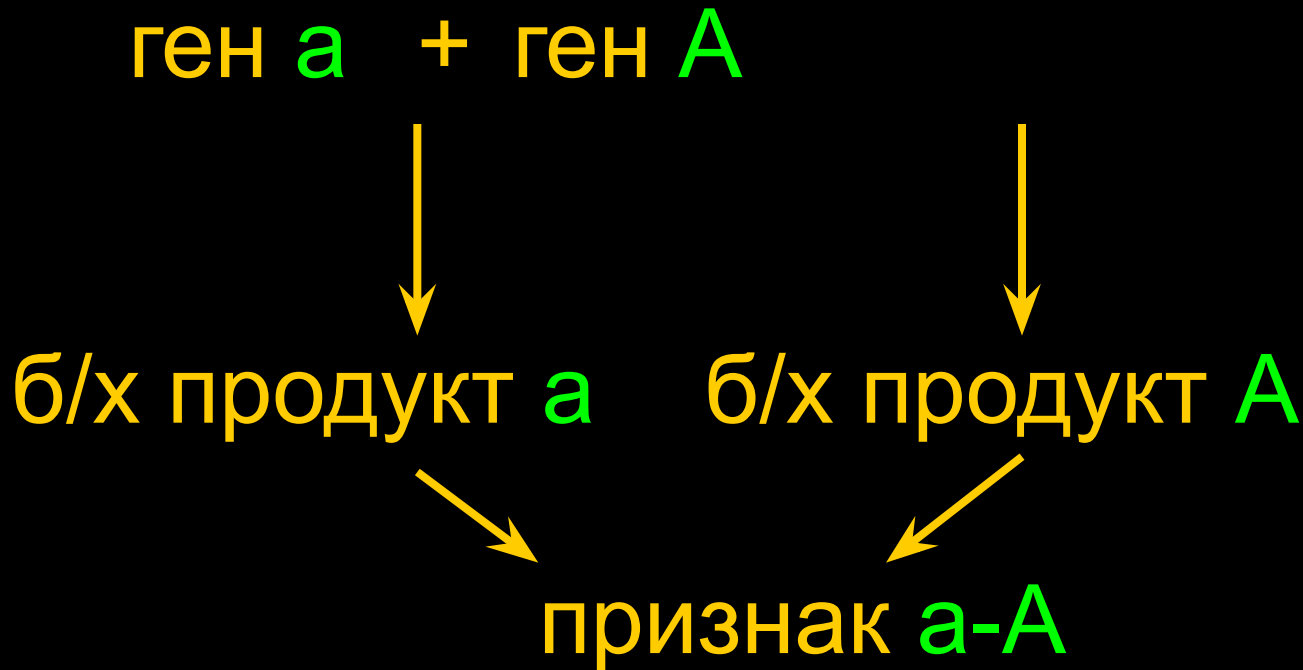 ген а + ген А
б/х продукт а б/х продукт А
признак а-А